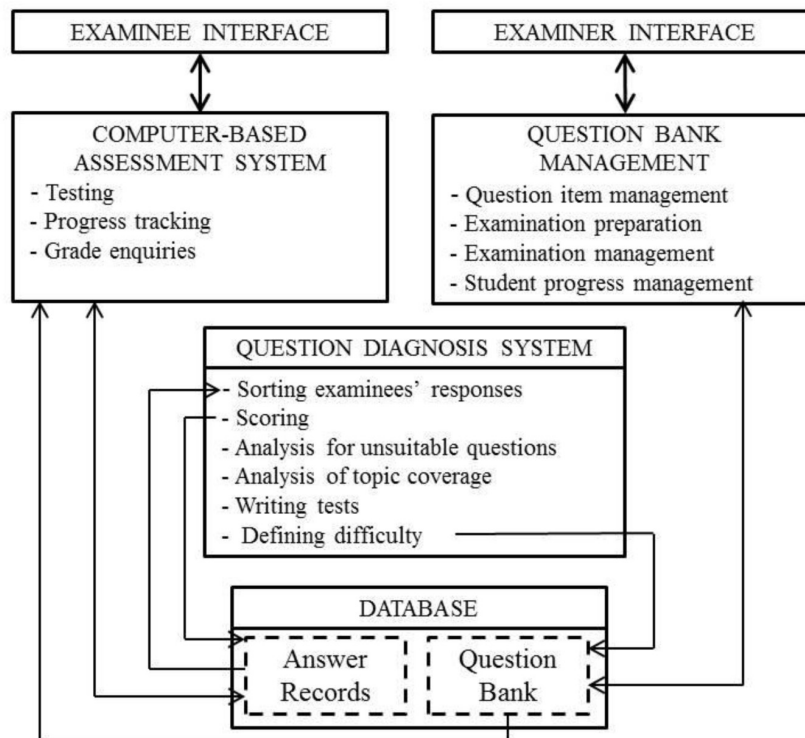 EXAMINEE INTERFACE
EXAMINER INTERFACE
COMPUTER-BASED
ASSESSMENT SYSTEM
- Testing
- Progress tracking
- Grade enquiries
QUESTION BANK
MANAGEMENT
- Question item management
- Examination preparation
- Examination management
- Student progress management
QUESTION DIAGNOSIS SYSTEM
- Sorting examinees’ responses
- Scoring
- Analysis for unsuitable questions
- Analysis of topic coverage
- Writing tests
- Defining difficulty
DATABASE
Answer
Records
Question
Bank